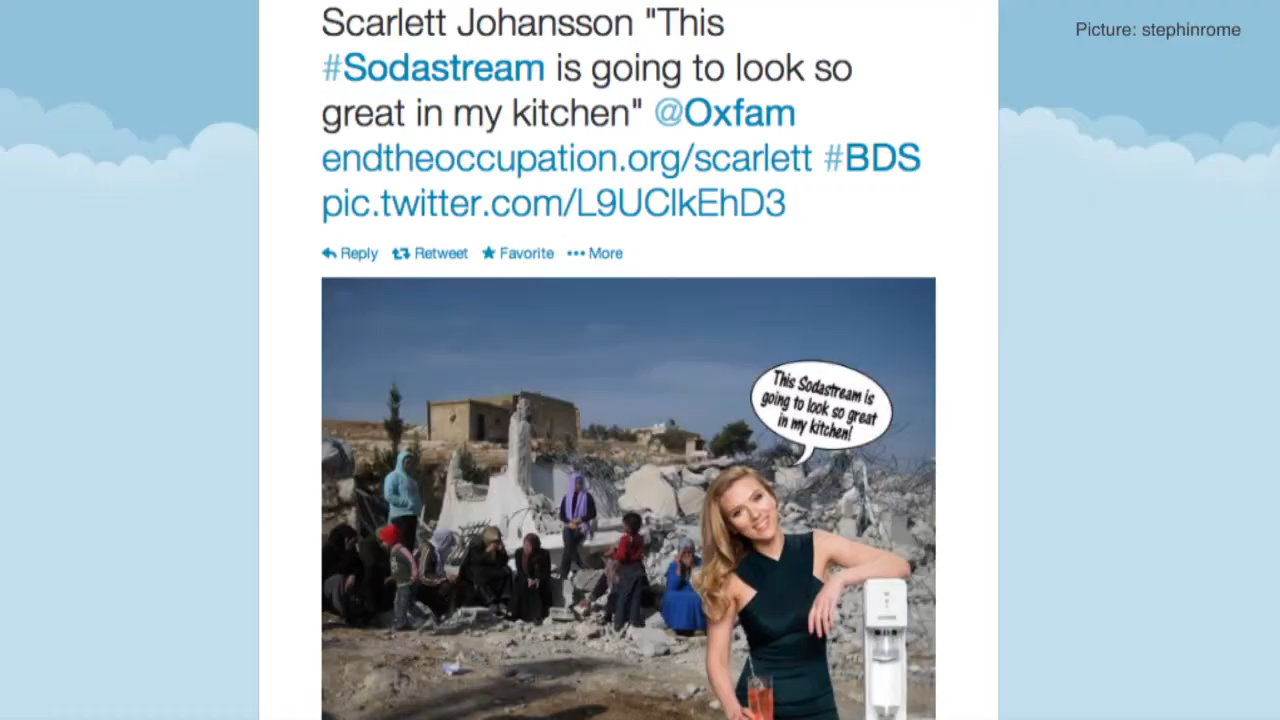 Scarlett Johansson "This
Picture: stephinrome
#Sodastream is going to look so
great in my kitchen" @Oxfam
endtheoccupation.org/scarlett #BDS
pic.twitter.com/L9UClkEhD3
Reply Retweet Favorite More
This Sodastream is
going to look so great
in my kitchen!